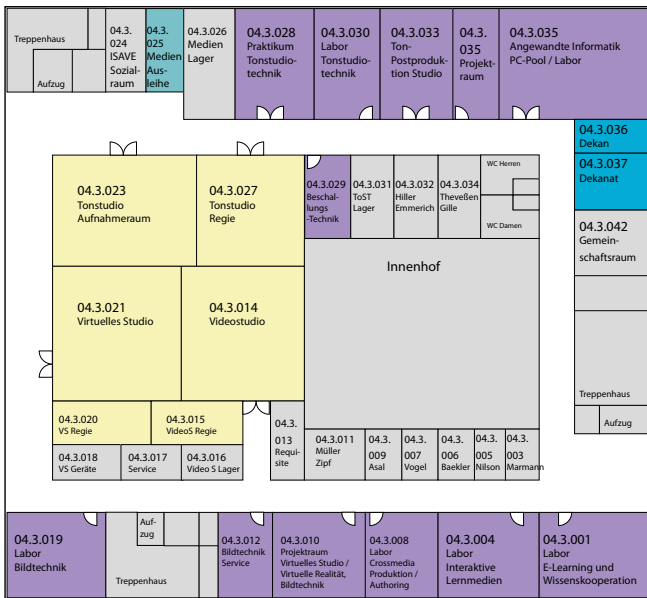 Treppenhaus
Aufzug
04.3.
024
ISAVE
Sozial-
raum
04.3.
025
Medien
Aus-
leihe
04.3.026
Medien
Lager
04.3.028
Praktikum
Tonstudio-
technik
04.3.030
Labor
Tonstudio-
technik
04.3.033
Ton-
Postproduk-
tion Studio
04.3.
035
Projekt-
raum
04.3.035
Angewandte Informatik
PC-Pool / Labor
04.3.036
Dekan
04.3.037
Dekanat
04.3.042
Gemein-
schaftsraum
Treppenhaus
Aufzug
04.3.023
Tonstudio
Aufnahmeraum
04.3.027
Tonstudio
Regie
04.3.029
Beschal-
lungs
-Technik
04.3.031
ToST
Lager
04.3.032
Hiller
Emmerich
04.3.034
Theveßen
Gille
WC Herren
WC Damen
Innenhof
04.3.021
Virtuelles Studio
04.3.014
Videostudio
04.3.020
VS Regie
04.3.015
VideoS Regie
04.3.018
VS Geräte
04.3.017
Service
04.3.016
Video S Lager
04.3.
013
Requi-
site
04.3.011
Müller
Zipf
04.3.
009
Asal
04.3.
007
Vogel
04.3.
006
Baekler
04.3.
005
Nilson
04.3.
003
Marmann
04.3.019
Labor
Bildtechnik
Auf-
zug
Treppenhaus
04.3.012
Bildtechnik
Service
04.3.010
Projektraum
Virtuelles Studio /
Virtuelle Realität,
Bildtechnik
04.3.008
Labor
Crossmedia
Produktion /
Authoring
04.3.004
Labor
Interaktive
Lernmedien
04.3.001
Labor
E-Learning und
Wissenskooperation